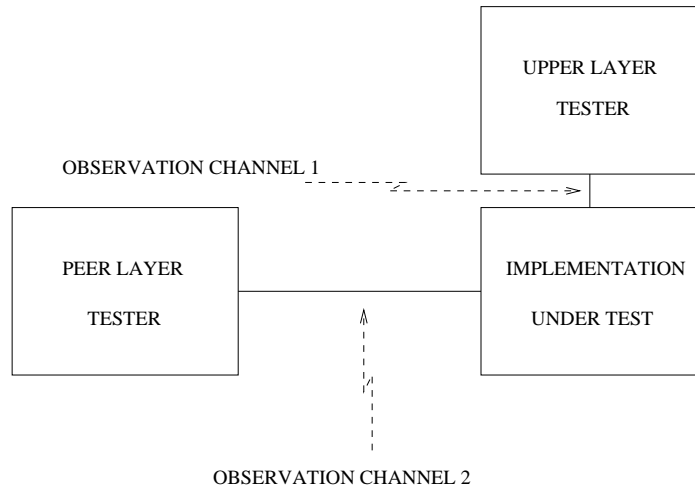 UPPER LAYER
TESTER
OBSERVATION CHANNEL 1
PEER LAYER
TESTER
IMPLEMENTATION
UNDER TEST
OBSERVATION CHANNEL 2